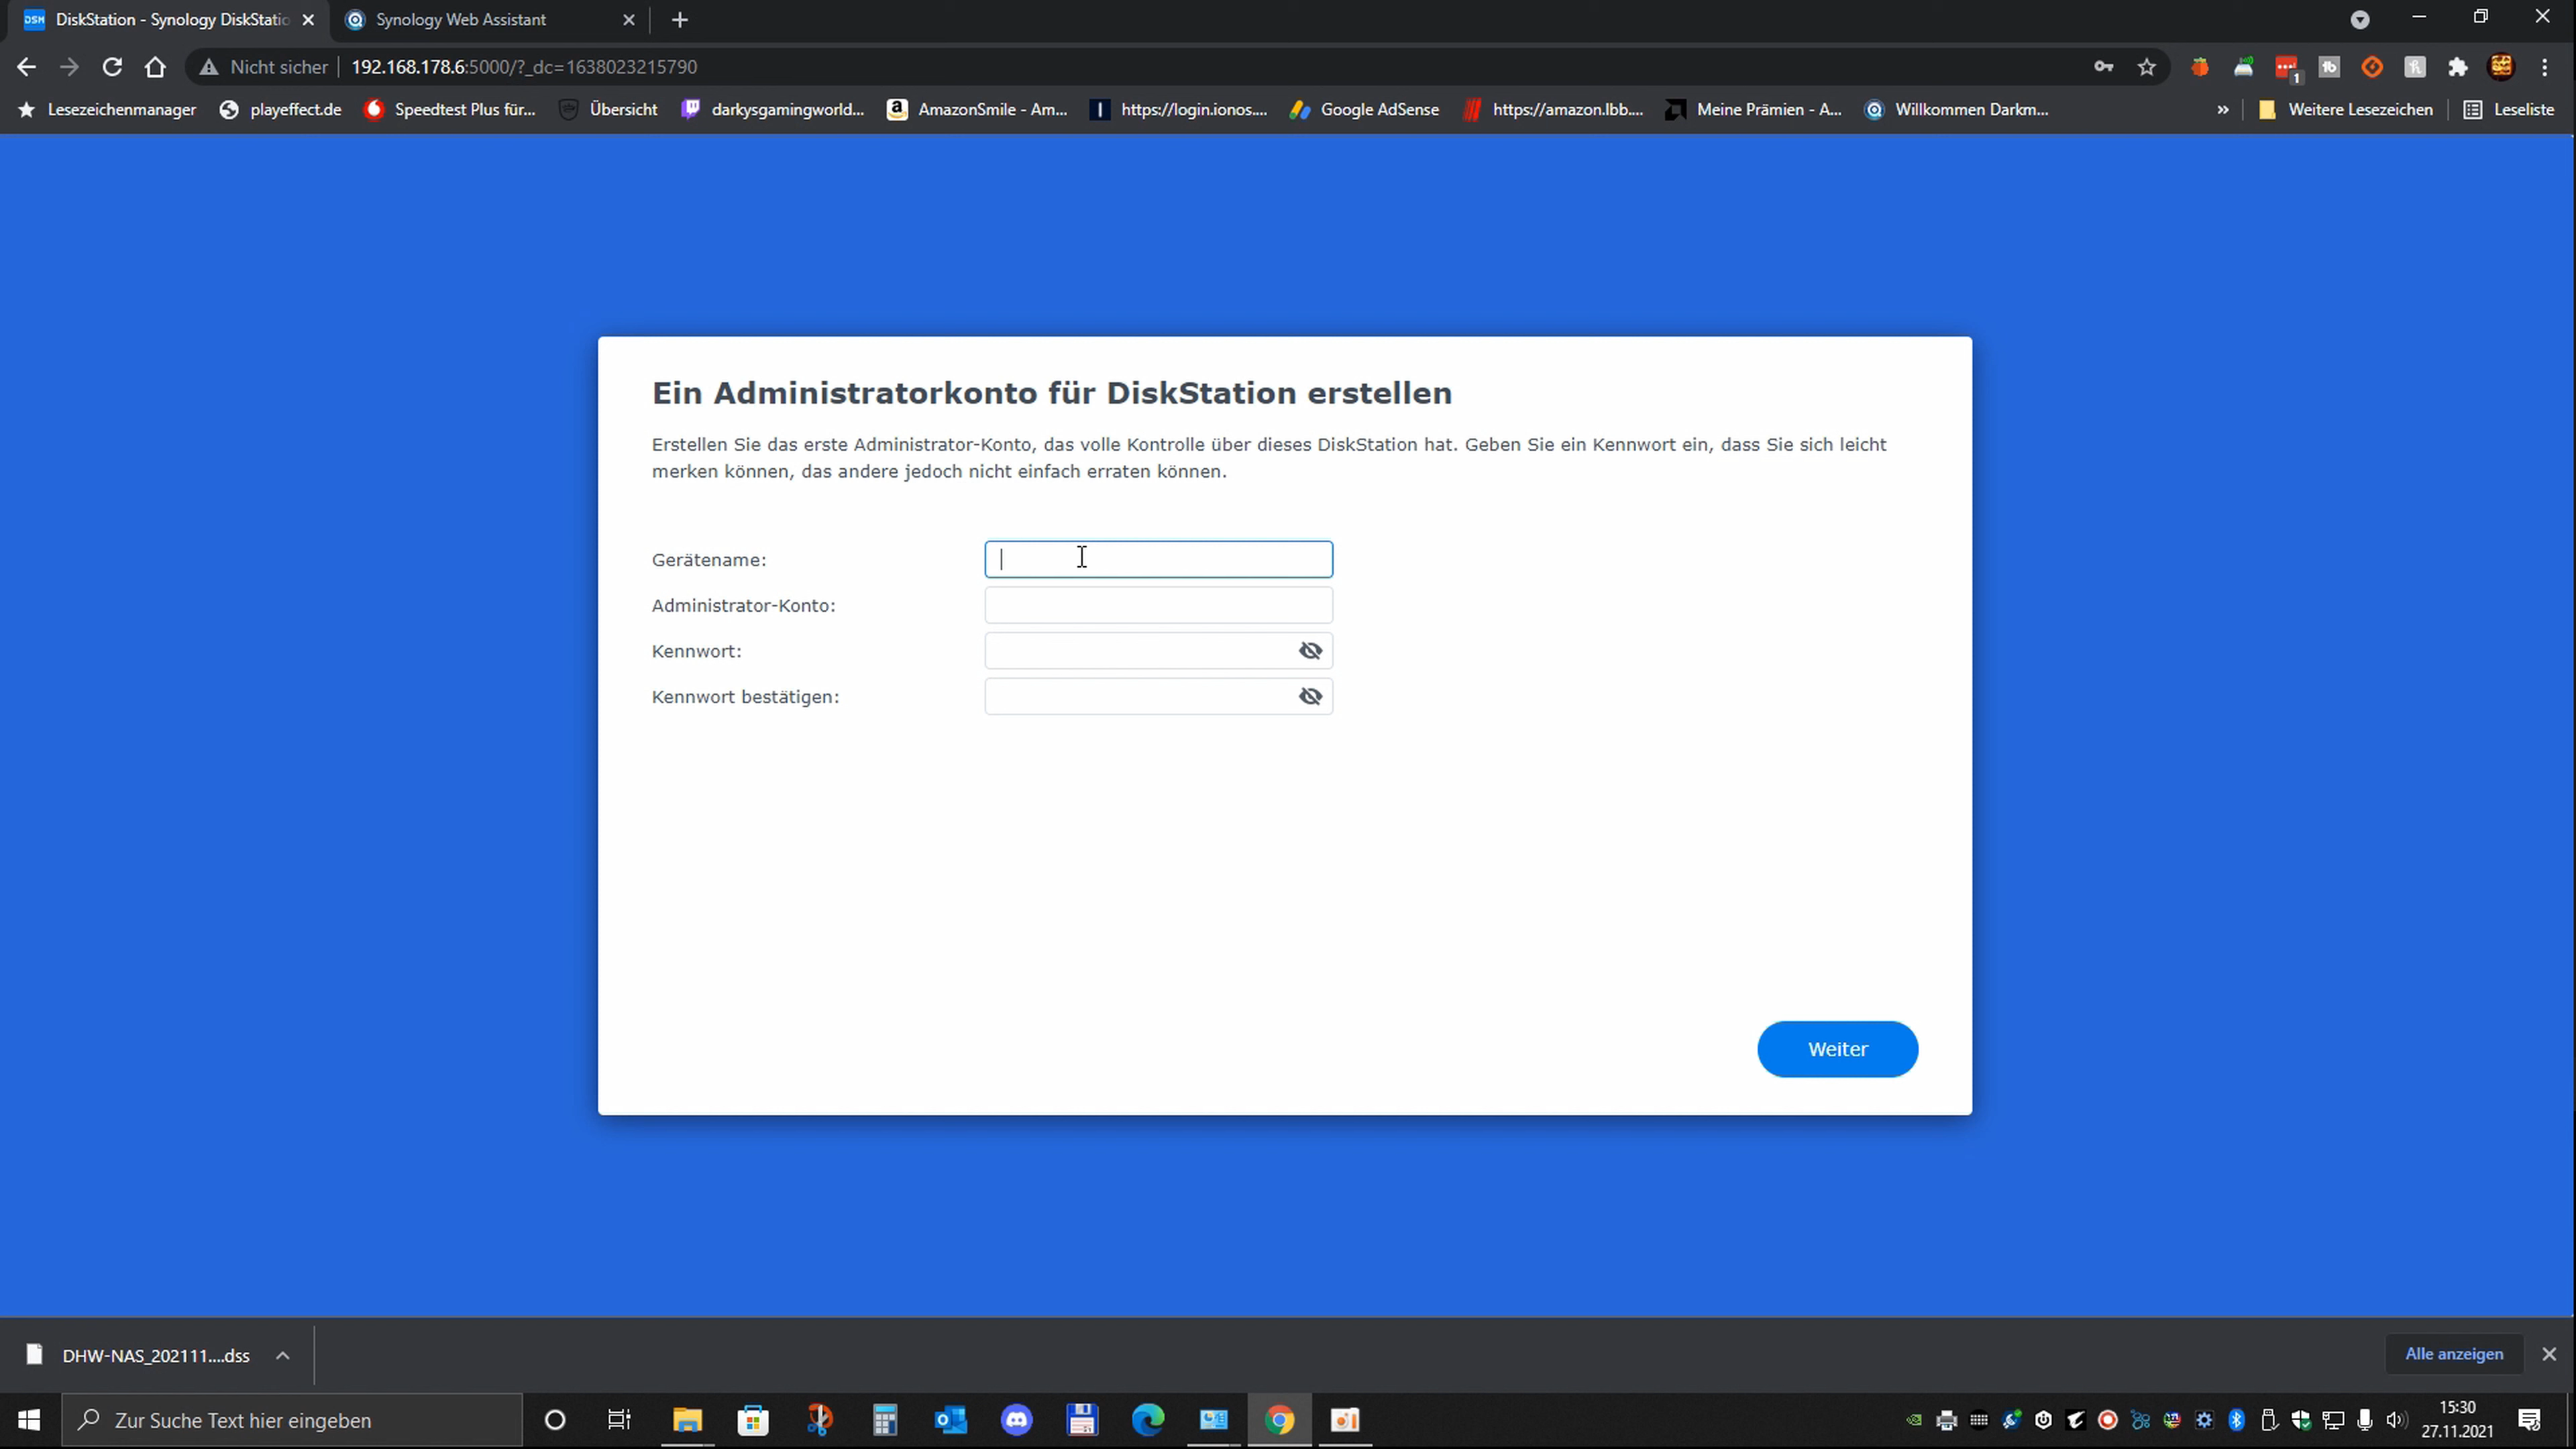 DiskStation - Synology DiskStatio
Synology Web Assistant
Nicht sicher
192.168.178.6:5000/?_dc=1638023215790
1
Lesezeichenmanager
playeffect.de
Speedtest Plus für...
Übersicht
darkysgamingworld...
AmazonSmile - Am...
https://login.ionos....
Google AdSense
https://amazon.lbb....
Meine Prämien - A...
Willkommen Darkm...
»
Weitere Lesezeichen
Leseliste
Ein Administratorkonto für DiskStation erstellen
Erstellen Sie das erste Administrator-Konto, das volle Kontrolle über dieses DiskStation hat. Geben Sie ein Kennwort ein, dass Sie sich leicht
merken können, das andere jedoch nicht einfach erraten können.
Gerätename:
Administrator-Konto:
Kennwort:
Kennwort bestätigen:
Weiter
DHW-NAS_202111....dss
Alle anzeigen
Zur Suche Text hier eingeben
15:30
27.11.2021